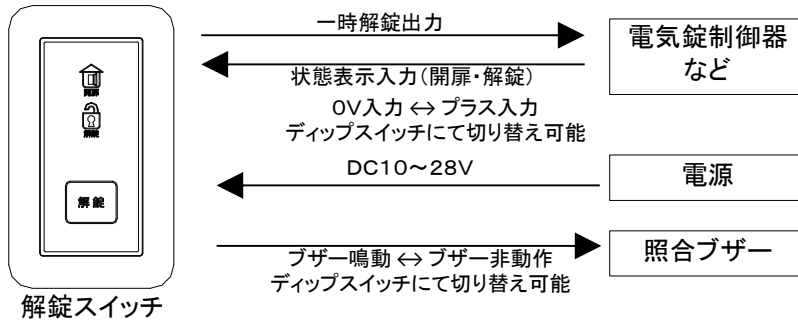 一時解錠出力
電気錠制御器
など
状態表示入力(開扉・解錠)
0V入力 ↔ プラス入力
ディップスイッチにて切り替え可能
開扉
解錠
DC10～28V
電源
解錠
ブザー鳴動 ↔ ブザー非動作
ディップスイッチにて切り替え可能
照合ブザー
解錠スイッチ